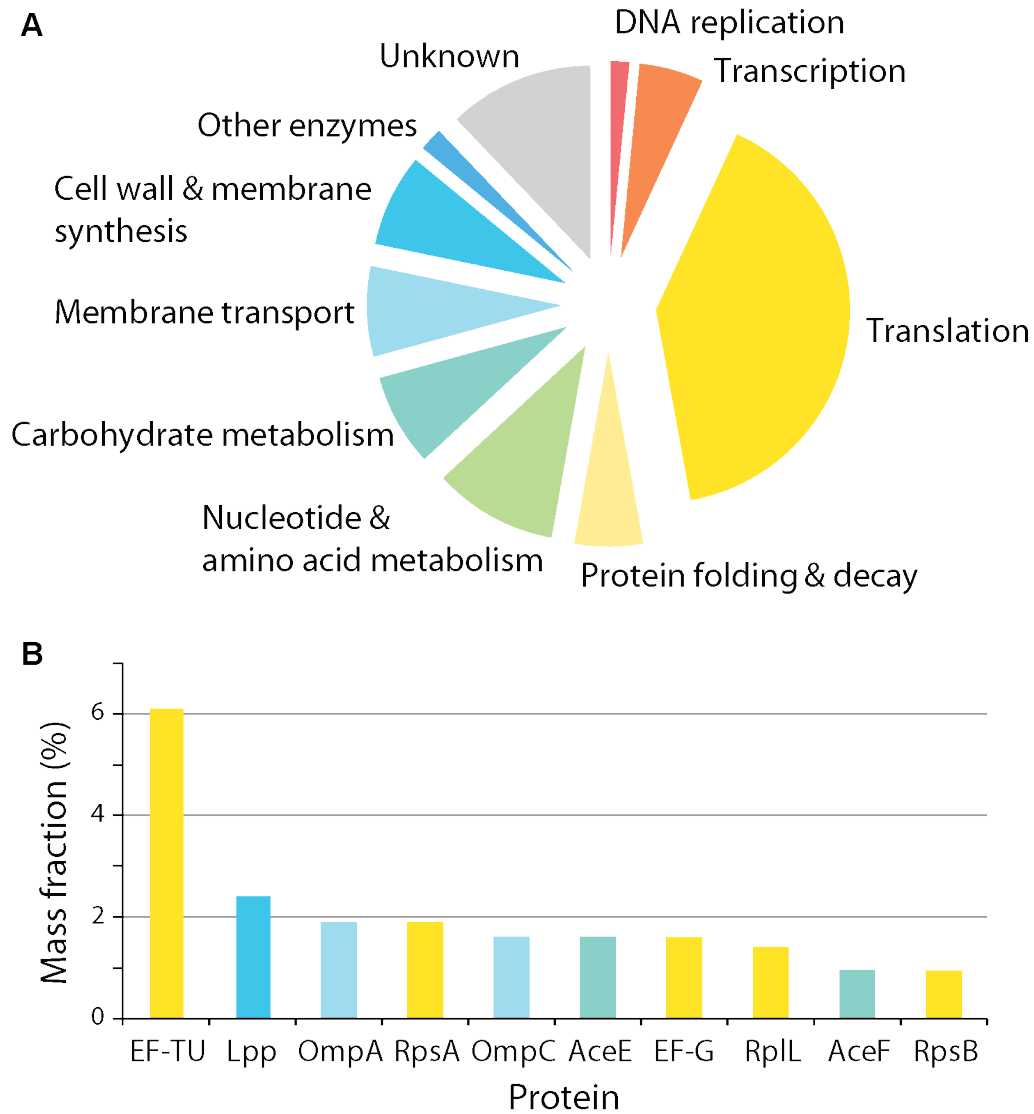 A
DNA replication
Unknown
Transcription
Other enzymes
Cell wall & membrane
synthesis
Membrane transport
Translation
Carbohydrate metabolism
Nucleotide &
amino acid metabolism
Protein folding & decay
B
Mass fraction (%)
6
4
2
0
EF-TU Lpp OmpA RpsA OmpC AceE EF-G RplL AceF RpsB
Protein